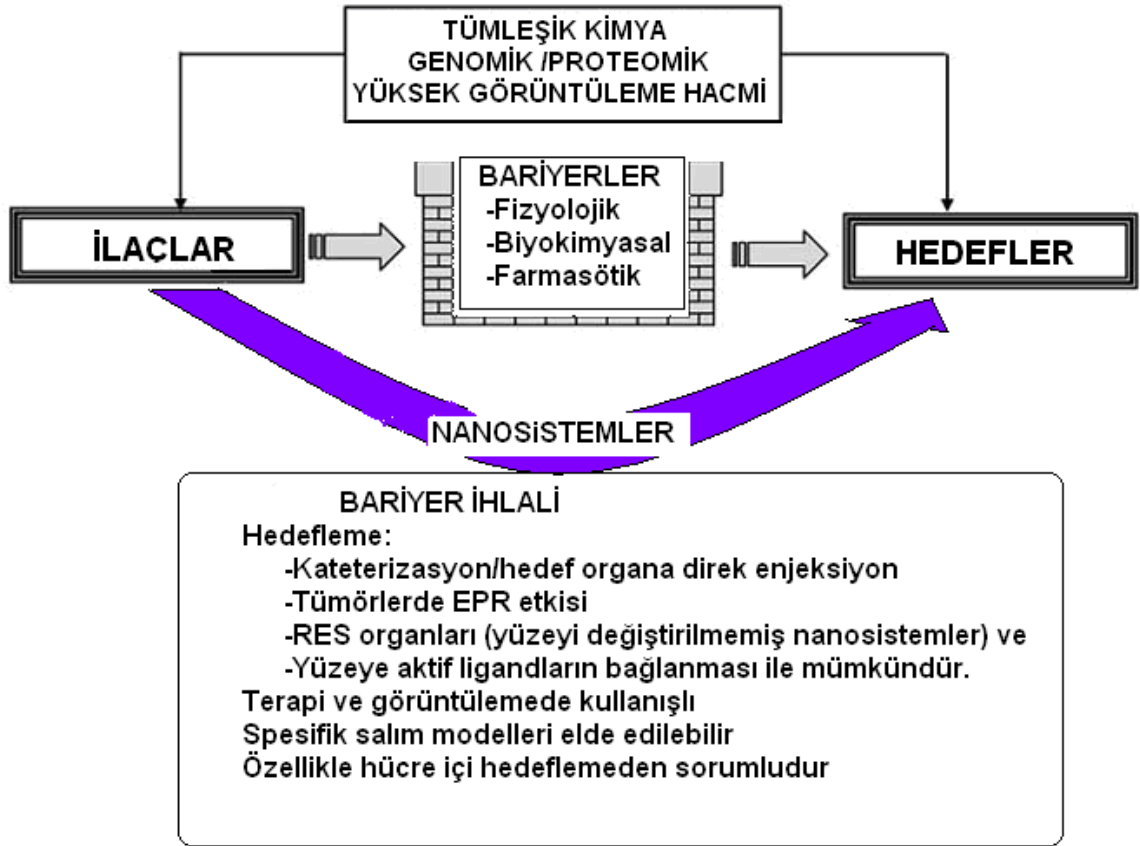 TÜMLEŞİK KİMYA
GENOMİK /PROTEOMİK
YÜKSEK GÖRÜNTÜLEME HACMİ
BARİYERLER
-Fizyolojik
-Biyokimyasal
-Farmasötik
İLAÇLAR
HEDEFLER
NANOSiSTEMLER
BARİYER İHLALİ
Hedefleme:
-Kateterizasyon/hedef organa direk enjeksiyon
-Tümörlerde EPR etkisi
-RES organları (yüzeyi değiştirilmemiş nanosistemler) ve
-Yüzeye aktif ligandların bağlanması ile mümkündür.
Terapi ve görüntülemede kullanışlı
Spesifik salım modelleri elde edilebilir
Özellikle hücre içi hedeflemeden sorumludur